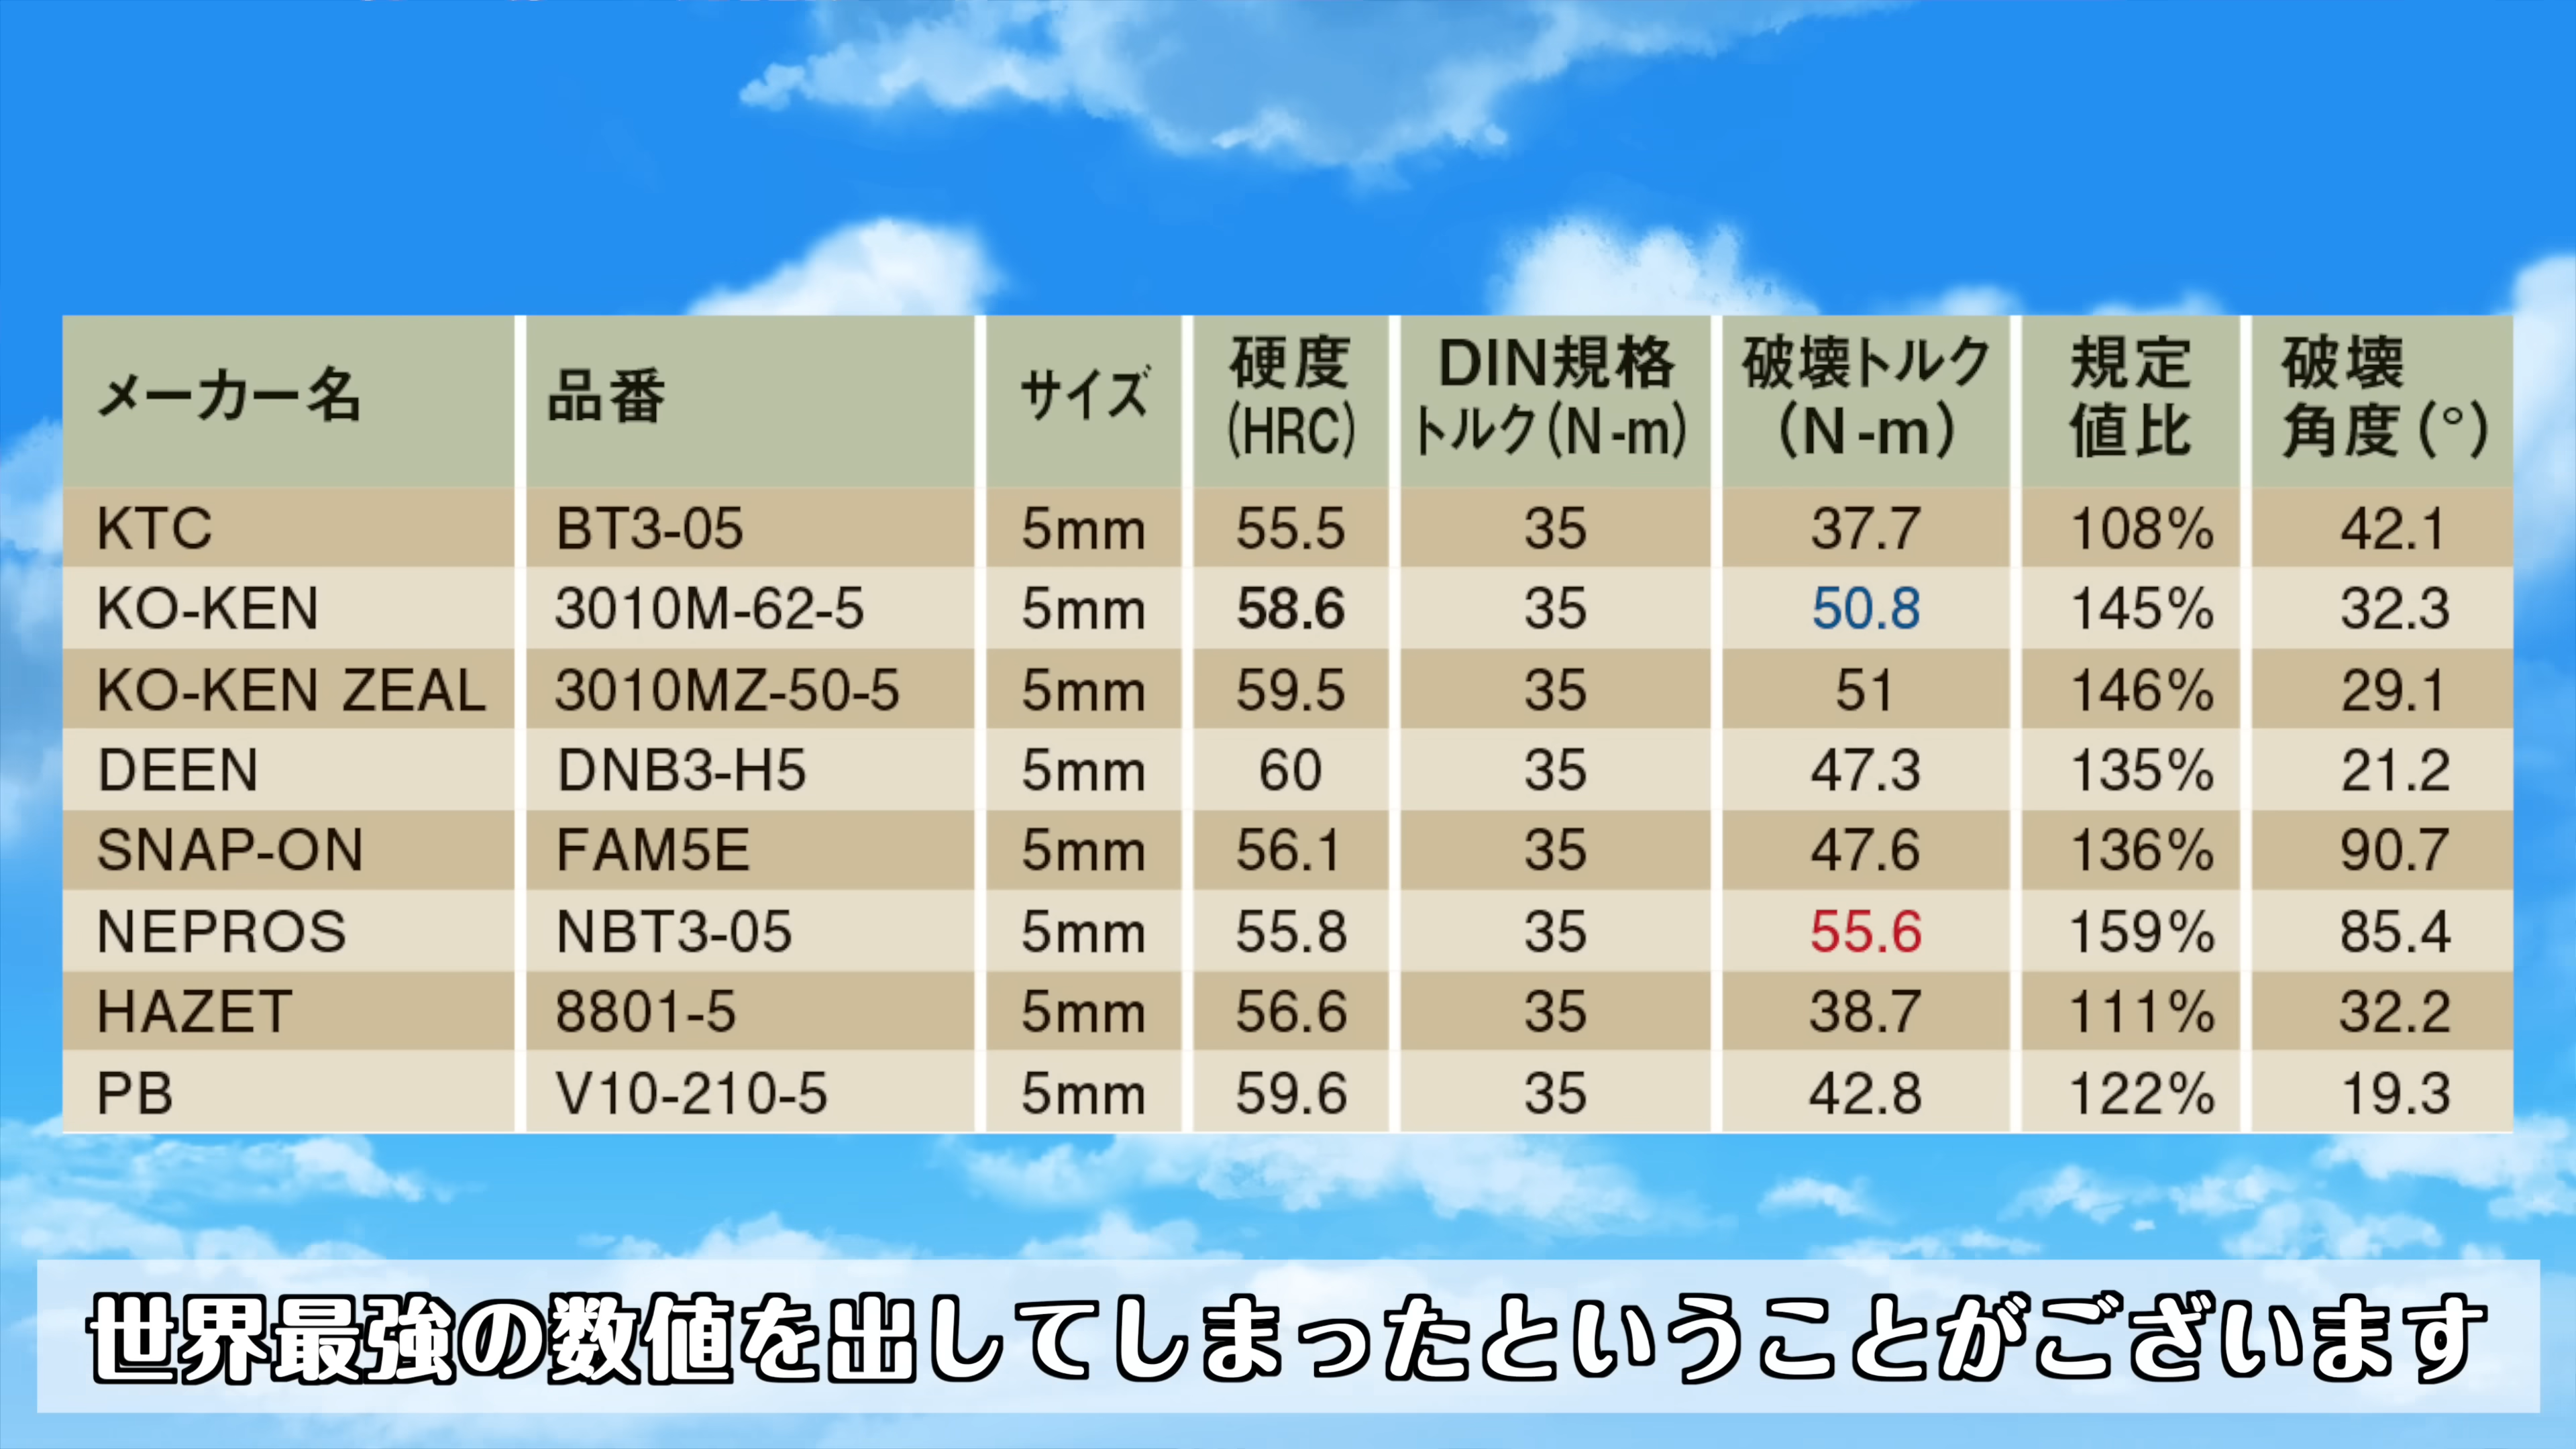 メーカー名 品番 サイズ 硬度(HRC) DIN規格トルク(N-m) 破壊トルク(N-m) 規定値比 破壊角度(°)
KTC BT3-05 5mm 55.5 35 37.7 108% 42.1
KO-KEN 3010M-62-5 5mm 58.6 35 50.8 145% 32.3
KO-KEN ZEAL 3010MZ-50-5 5mm 59.5 35 51 146% 29.1
DEEN DNB3-H5 5mm 60 35 47.3 135% 21.2
SNAP-ON FAM5E 5mm 56.1 35 47.6 136% 90.7
NEPROS NBT3-05 5mm 55.8 35 55.6 159% 85.4
HAZET 8801-5 5mm 56.6 35 38.7 111% 32.2
PB V10-210-5 5mm 59.6 35 42.8 122% 19.3
世界最強の数値を出してしまったということがございます